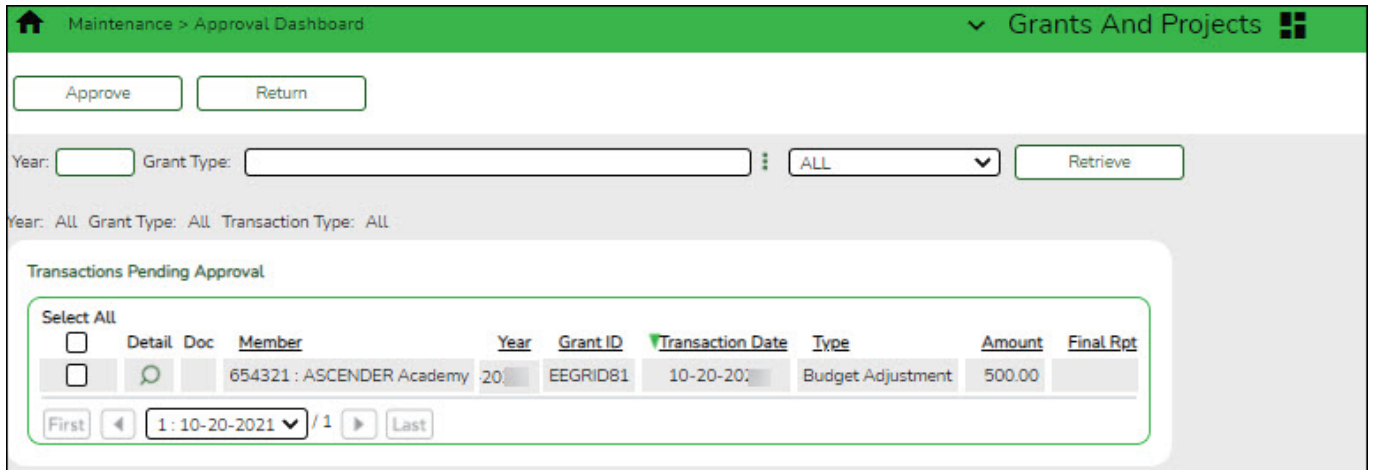 Maintenance > Approval Dashboard Grants And Projects
Approve Return
Year: Grant Type: ALL Retrieve
Year: All Grant Type: All Transaction Type: All
Transactions Pending Approval
Select All
Detail Doc Member Year Grant ID Transaction Date Type Amount Final Rpt
654321 : ASCENDER Academy EEGRID81 Budget Adjustment 500.00
First 1 : 10-20-2021 / 1 Last